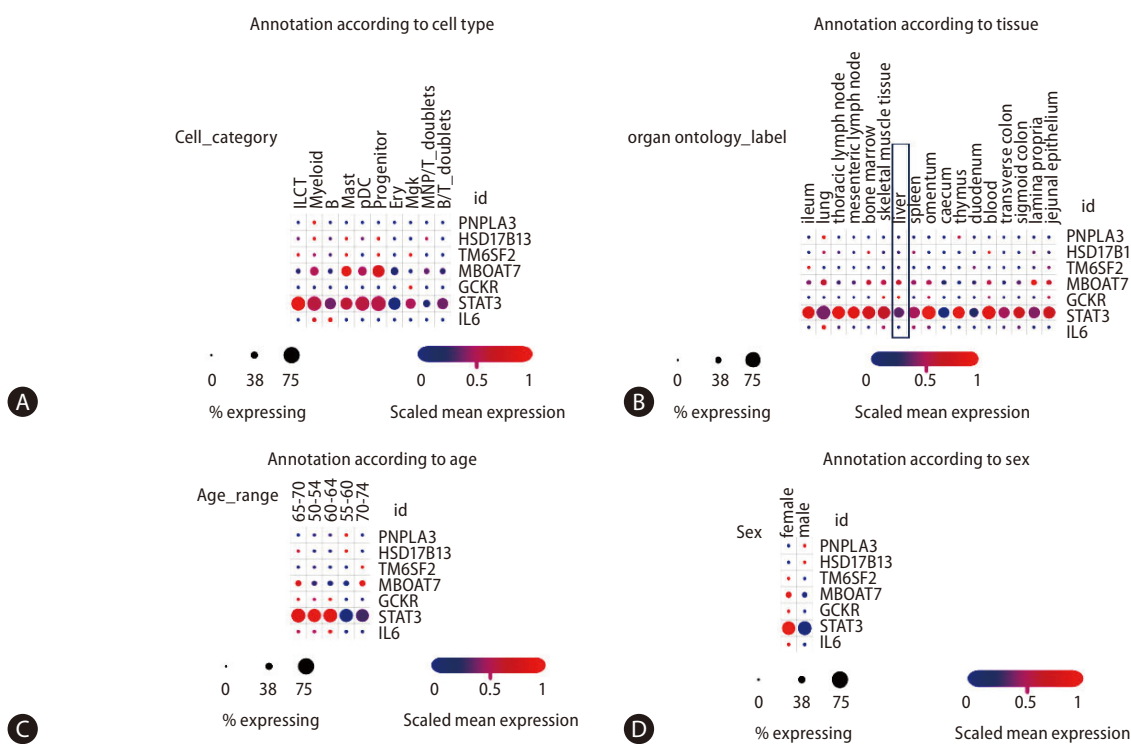 Annotation according to cell type
Cell_category
ILCT
Myeloid
B
Mast
pDC
Progenitor
Ery
Mgk
MNP/T_doublets
B/T_doublets
id
PNPLA3
HSD17B13
TM6SF2
MBOAT7
GCKR
STAT3
IL6
0 38 75
% expressing
0 0.5 1
Scaled mean expression
A
Annotation according to tissue
organ ontology_label
ileum
lung
thoracic lymph node
mesenteric lymph node
bone marrow
skeletal muscle tissue
liver
spleen
omentum
caecum
thymus
duodenum
blood
transverse colon
sigmoid colon
lamina propria
jejunal epithelium
id
PNPLA3
HSD17B1
TM6SF2
MBOAT7
GCKR
STAT3
IL6
0 38 75
% expressing
0 0.5 1
Scaled mean expression
B
Annotation according to age
Age_range
65-70
50-54
60-64
55-60
70-74
id
PNPLA3
HSD17B13
TM6SF2
MBOAT7
GCKR
STAT3
IL6
0 38 75
% expressing
0 0.5 1
Scaled mean expression
C
Annotation according to sex
Sex
female
male
id
PNPLA3
HSD17B13
TM6SF2
MBOAT7
GCKR
STAT3
IL6
0 38 75
% expressing
0 0.5 1
Scaled mean expression
D